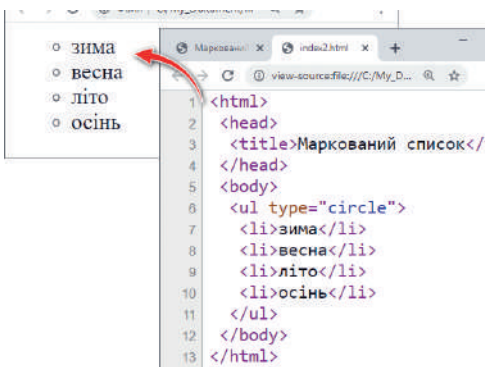 зима
весна
літо
осінь
index2.html
view-source:file:///C:/My_D...
1 <html>
2 <head>
3 <title>Маркований список</
4 </head>
5 <body>
6 <ul type="circle">
7 <li>зима</li>
8 <li>весна</li>
9 <li>літо</li>
10 <li>осінь</li>
11 </ul>
12 </body>
13 </html>